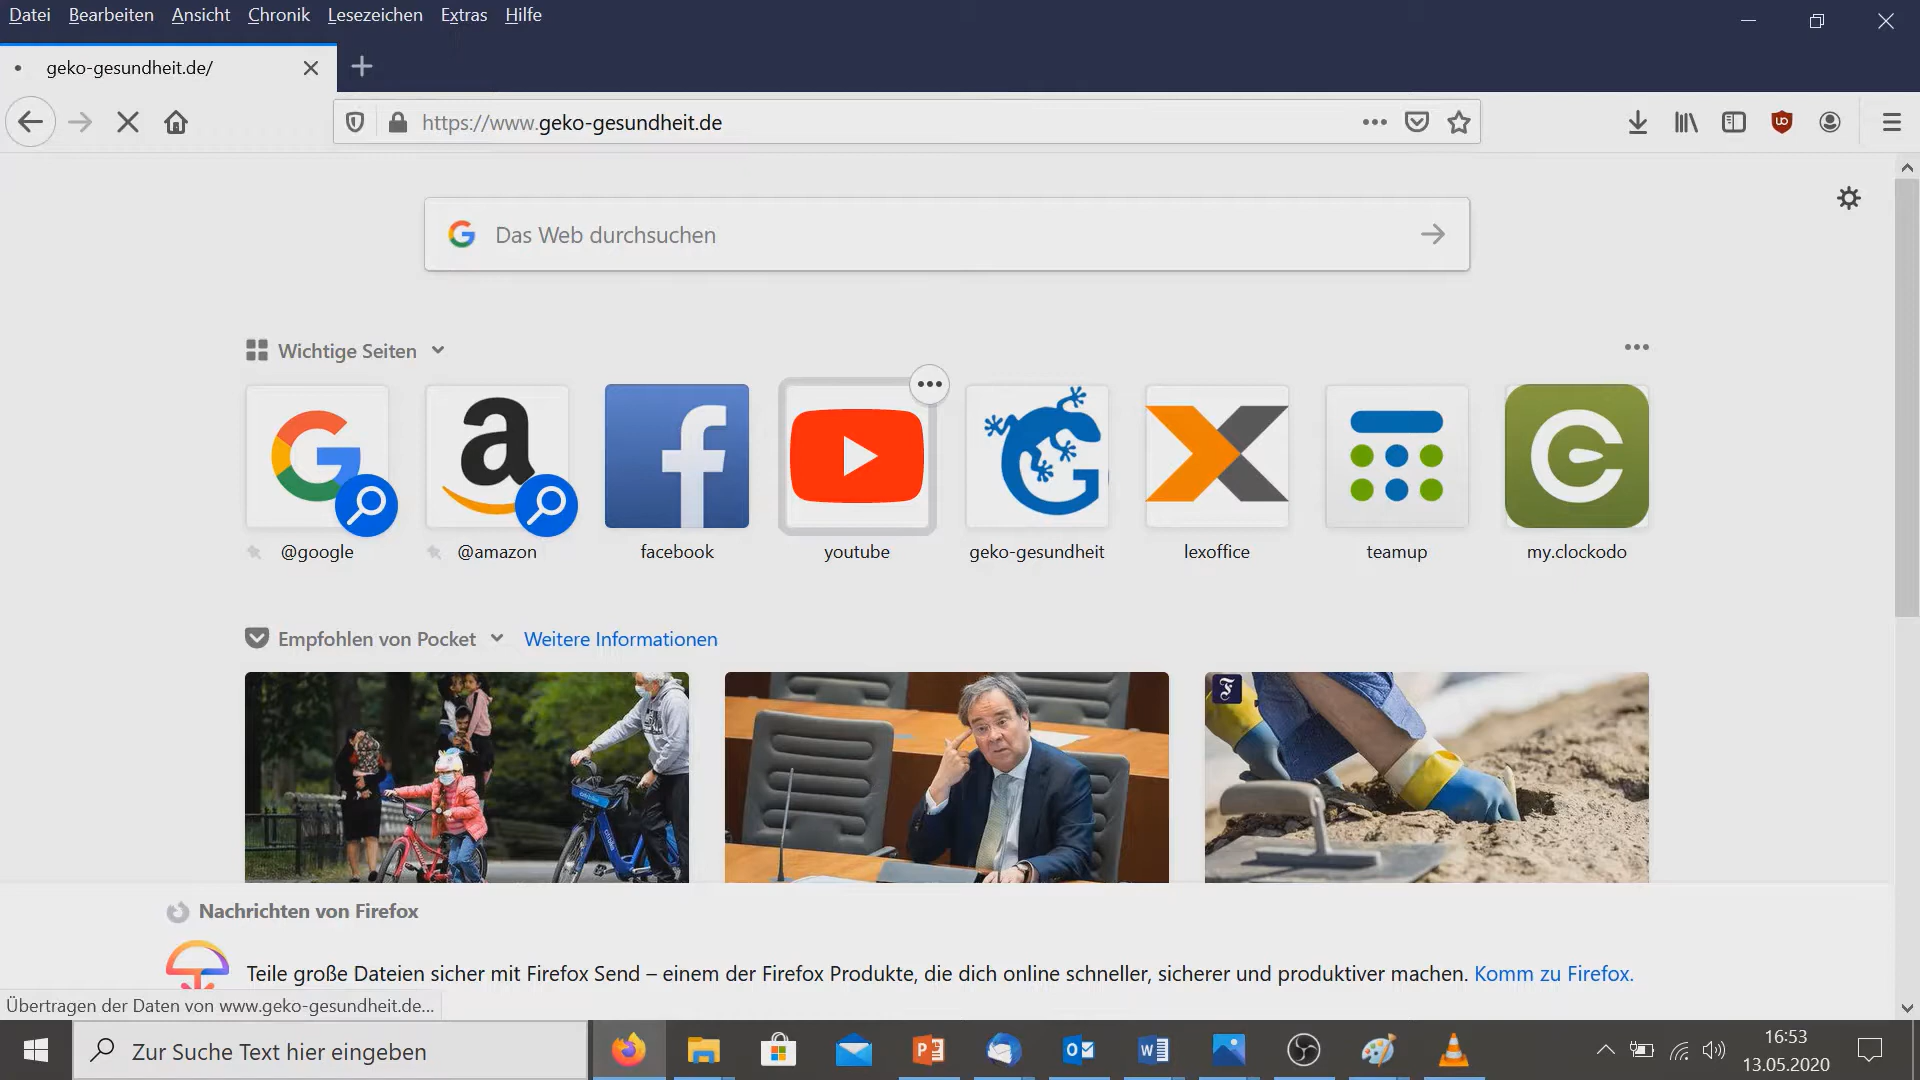 Datei Bearbeiten Ansicht Chronik Lesezeichen Extras Hilfe
geko-gesundheit.de/
https://www.geko-gesundheit.de
Das Web durchsuchen
Wichtige Seiten
@google @amazon facebook youtube geko-gesundheit lexoffice teamup my.clockodo
Empfohlen von Pocket Weitere Informationen
Nachrichten von Firefox
Teile große Dateien sicher mit Firefox Send – einem der Firefox Produkte, die dich online schneller, sicherer und produktiver machen. Komm zu Firefox.
Übertragen der Daten von www.geko-gesundheit.de...
Zur Suche Text hier eingeben
16:53
13.05.2020